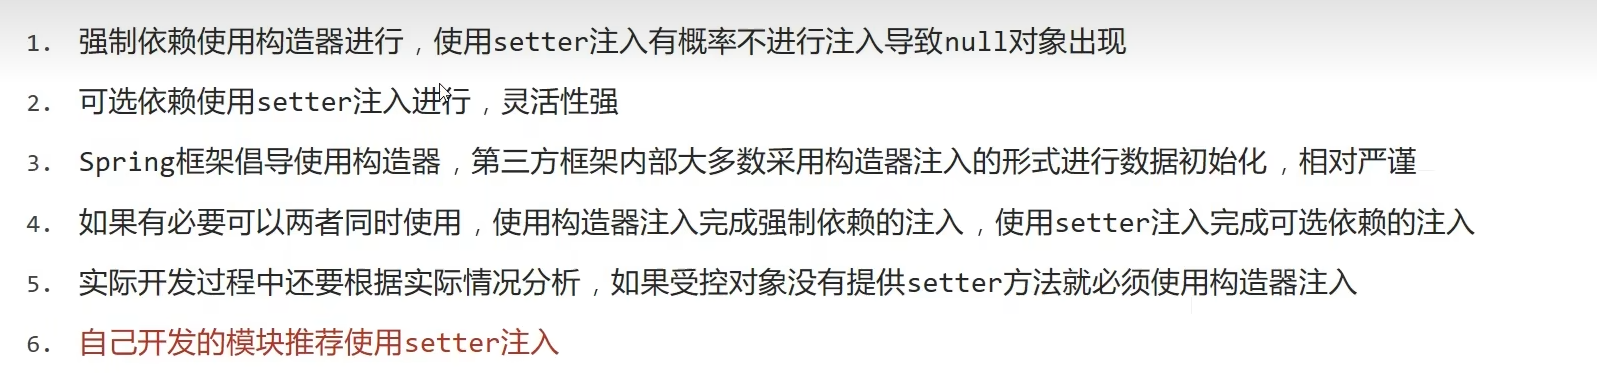 1. 强制依赖使用构造器进行，使用setter注入有概率不进行注入导致null对象出现
2. 可选依赖使用setter注入进行，灵活性强
3. Spring框架倡导使用构造器，第三方框架内部大多数采用构造器注入的形式进行数据初始化，相对严谨
4. 如果有必要可以两者同时使用，使用构造器注入完成强制依赖的注入，使用setter注入完成可选依赖的注入
5. 实际开发过程中还要根据实际情况分析，如果受控对象没有提供setter方法就必须使用构造器注入
6. 自己开发的模块推荐使用setter注入